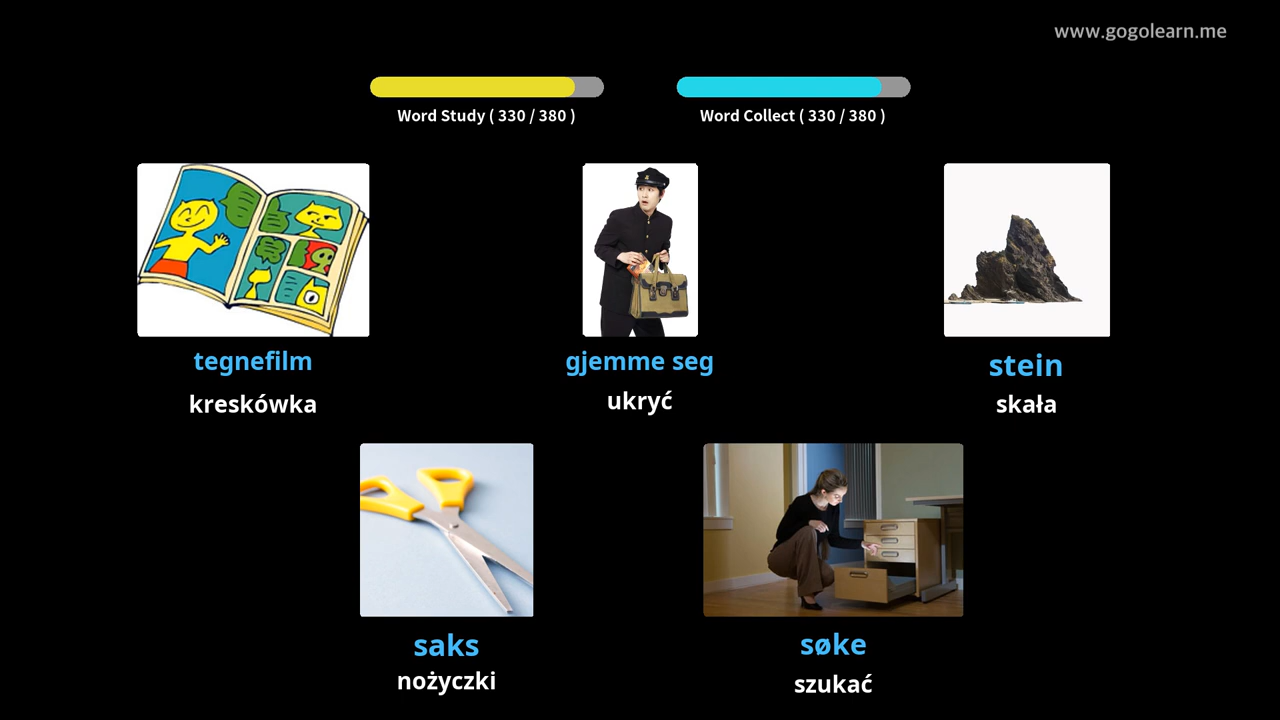 www.gogolearn.me
Word Study ( 330 / 380 )
Word Collect ( 330 / 380 )
tegnefilm
kreskówka
gjemme seg
ukryć
stein
skała
saks
nożyczki
søke
szukać